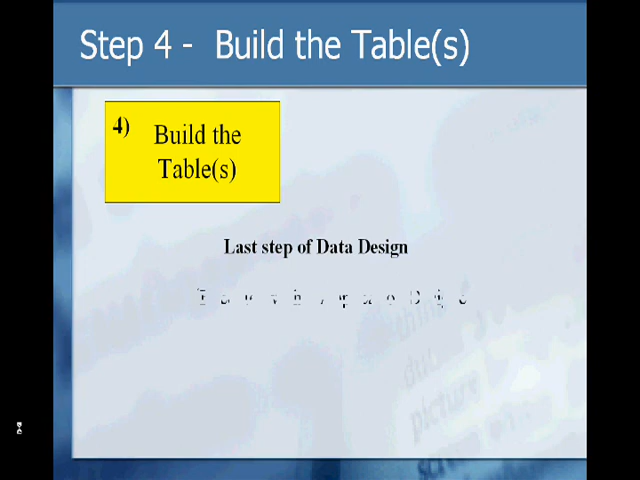 Step 4 - Build the Table(s)
4)
Build the
Table(s)
Last step of Data Design